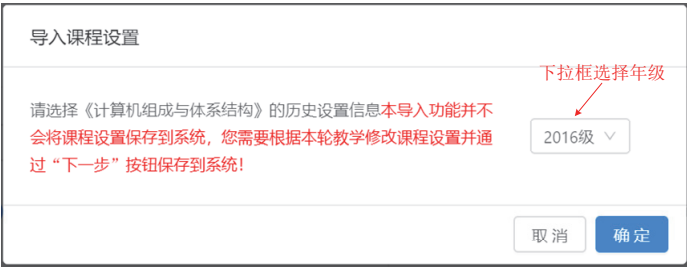 导入课程设置
下拉框选择年级
请选择《计算机组成与体系结构》的历史设置信息本导入功能并不
会将课程设置保存到系统，您需要根据本轮教学修改课程设置并通
过“下一步”按钮保存到系统！
2016级
取消
确定